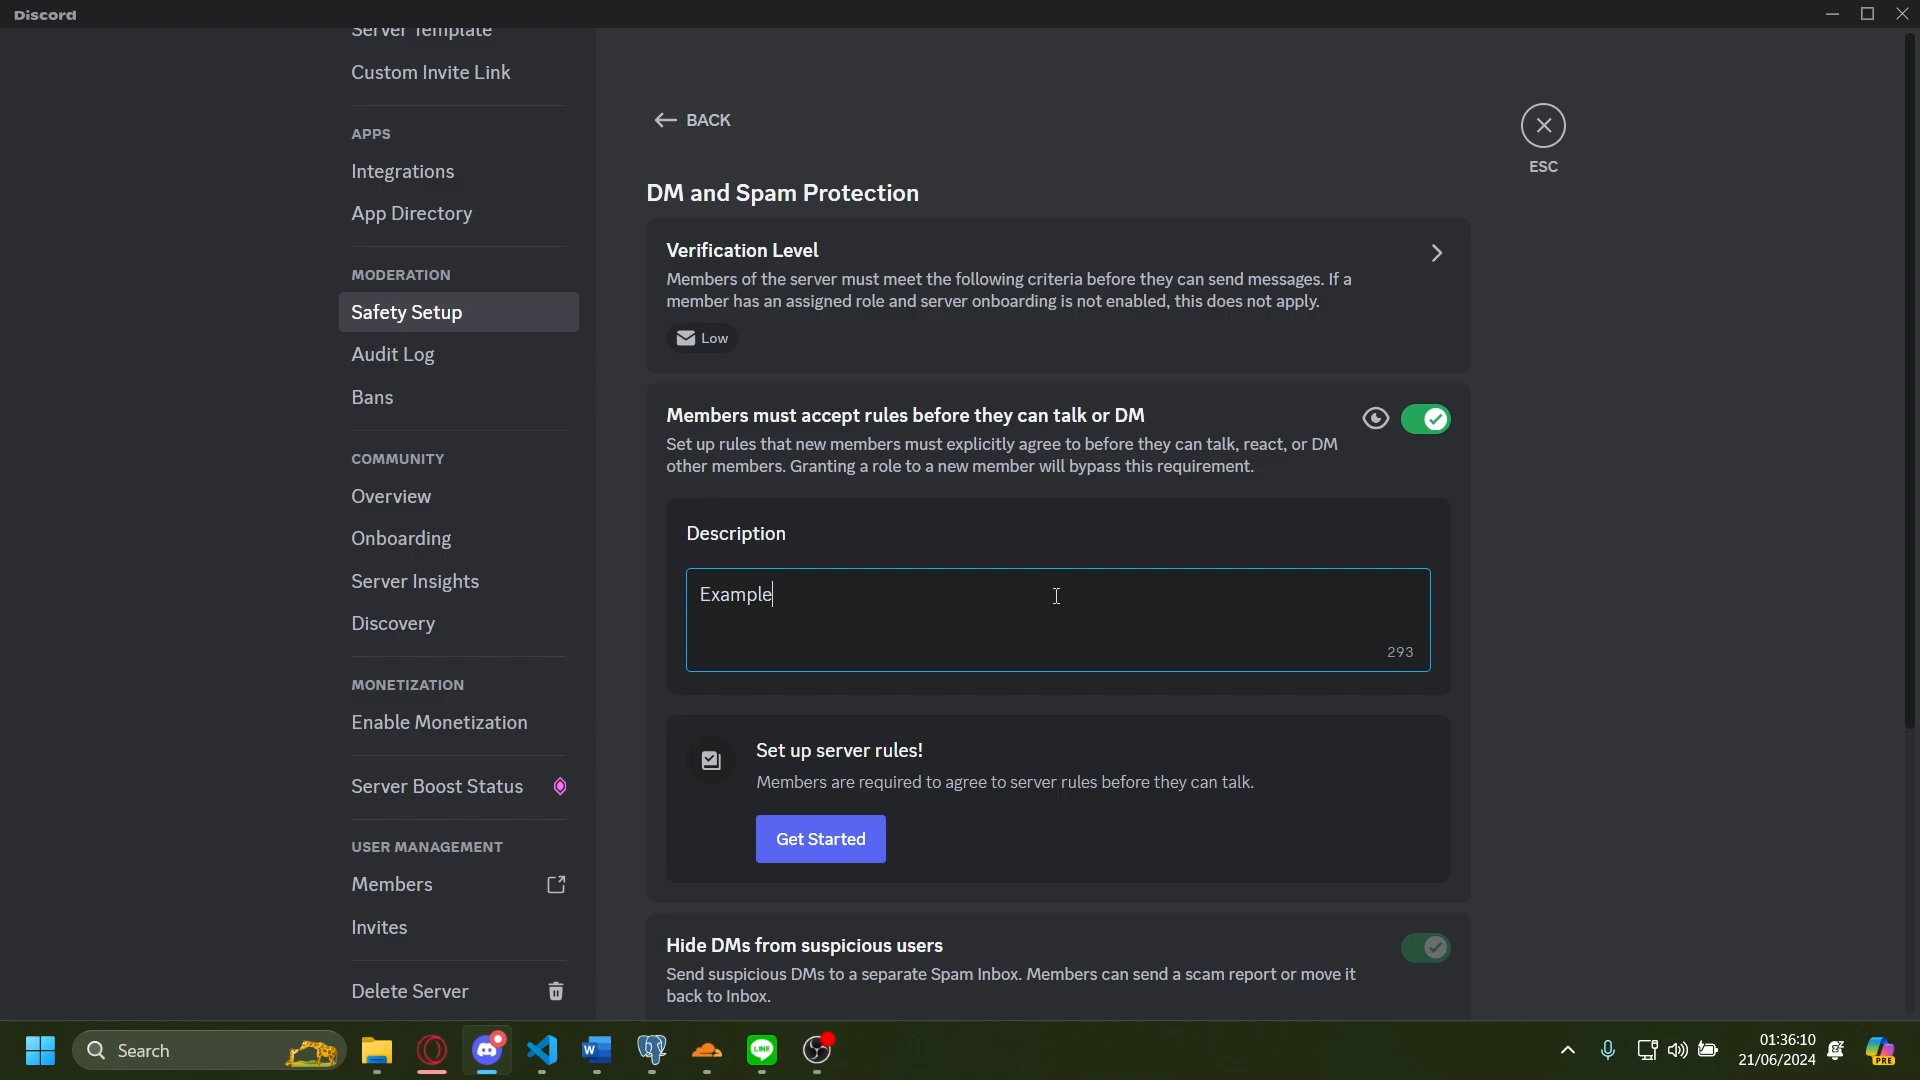 Discord
Server Template
Custom Invite Link
APPS
Integrations
App Directory
MODERATION
Safety Setup
Audit Log
Bans
COMMUNITY
Overview
Onboarding
Server Insights
Discovery
MONETIZATION
Enable Monetization
Server Boost Status
USER MANAGEMENT
Members
Invites
Delete Server
BACK
ESC
DM and Spam Protection
Verification Level
Members of the server must meet the following criteria before they can send messages. If a
member has an assigned role and server onboarding is not enabled, this does not apply.
Low
Members must accept rules before they can talk or DM
Set up rules that new members must explicitly agree to before they can talk, react, or DM
other members. Granting a role to a new member will bypass this requirement.
Description
Example
293
Set up server rules!
Members are required to agree to server rules before they can talk.
Get Started
Hide DMs from suspicious users
Send suspicious DMs to a separate Spam Inbox. Members can send a scam report or move it
back to Inbox.
Search
W
LINE
01:36:10
21/06/2024
PRE